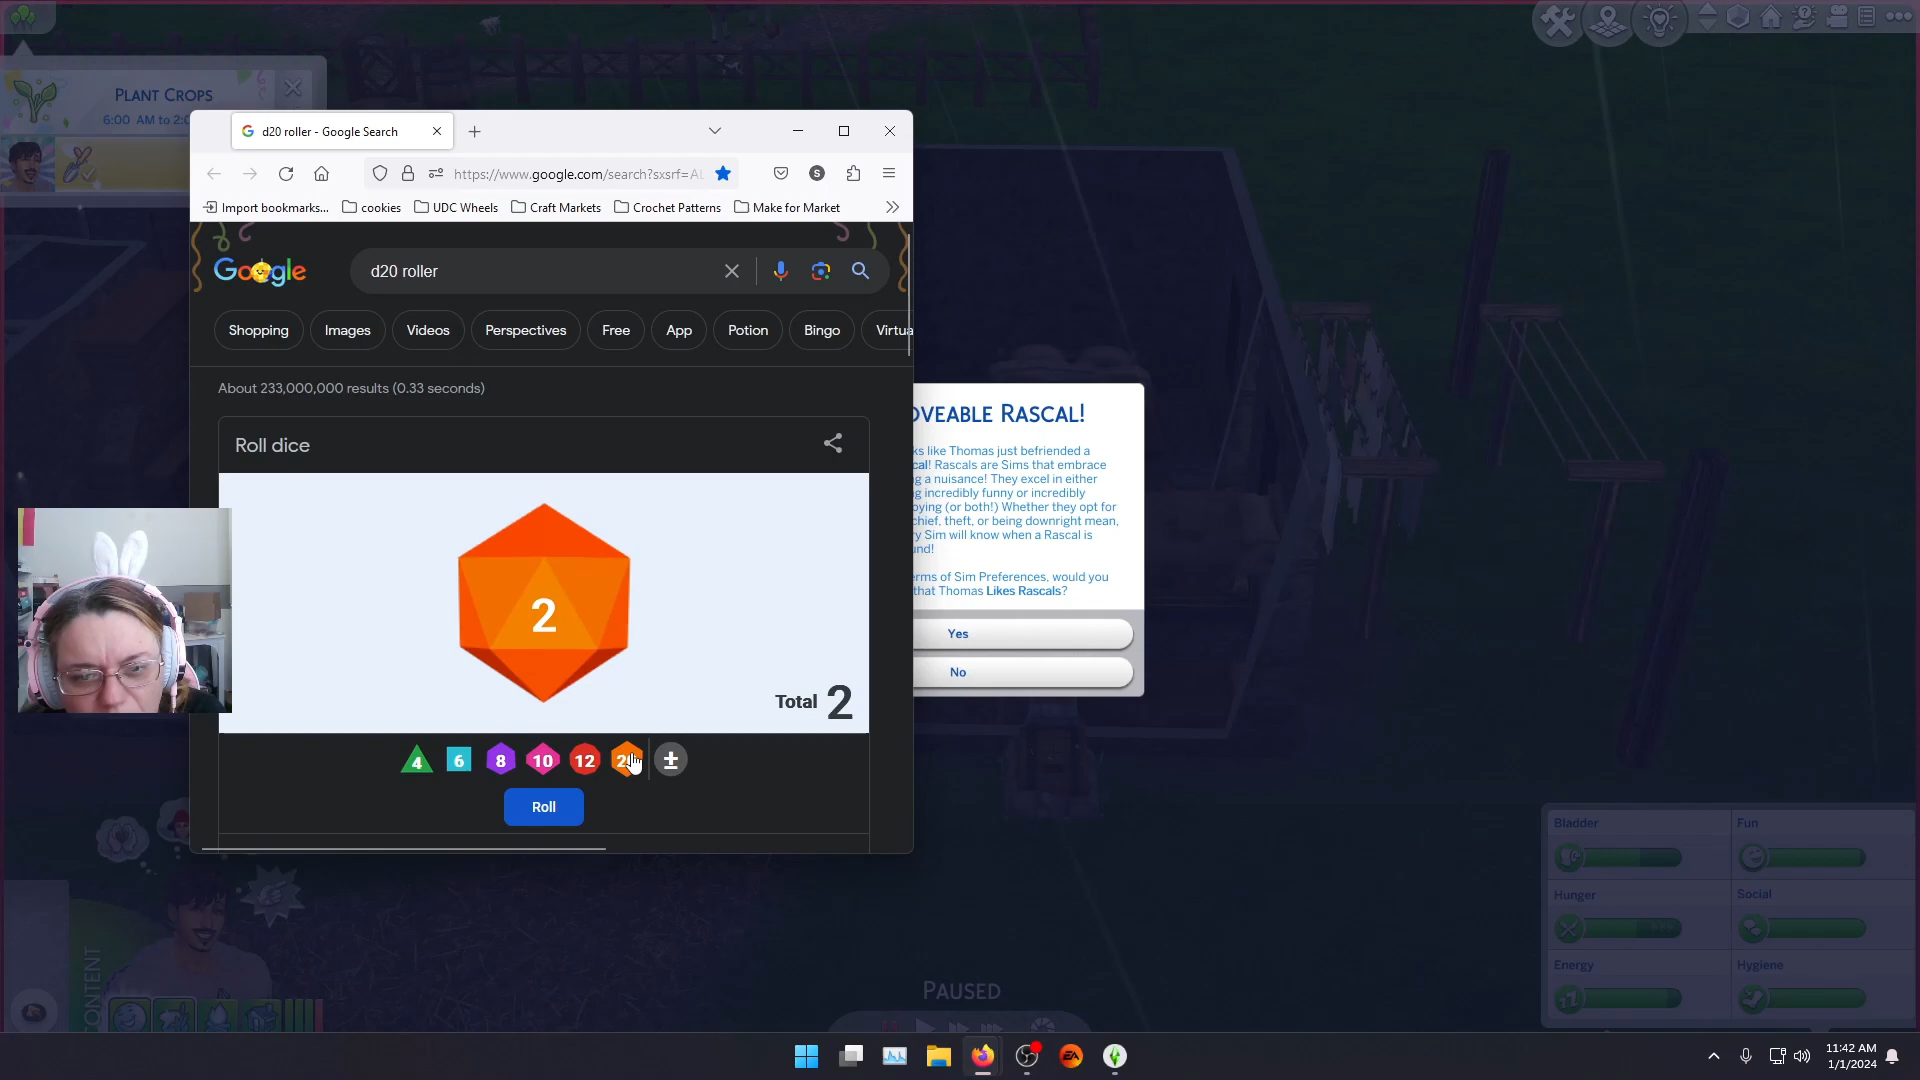 PLANT CROPS
6:00 AM to 2:0
d20 roller - Google Search
https://www.google.com/search?sxsrf=AL
S
Import bookmarks...
cookies
UDC Wheels
Craft Markets
Crochet Patterns
Make for Market
Google
d20 roller
Shopping
Images
Videos
Perspectives
Free
App
Potion
Bingo
Virtua
About 233,000,000 results (0.33 seconds)
Roll dice
2
Total 2
4
6
8
10
12
Roll
OVEABLE RASCAL!
ks like Thomas just befriended a
cal! Rascals are Sims that embrace
g a nuisance! They excel in either
g incredibly funny or incredibly
oying (or both!) Whether they opt for
chief, theft, or being downright mean,
ry Sim will know when a Rascal is
und!
erms of Sim Preferences, would you
that Thomas Likes Rascals?
Yes
No
Bladder
Fun
Hunger
Social
Energy
Hygiene
CONTENT
PAUSED
EA
11:42 AM
1/1/2024